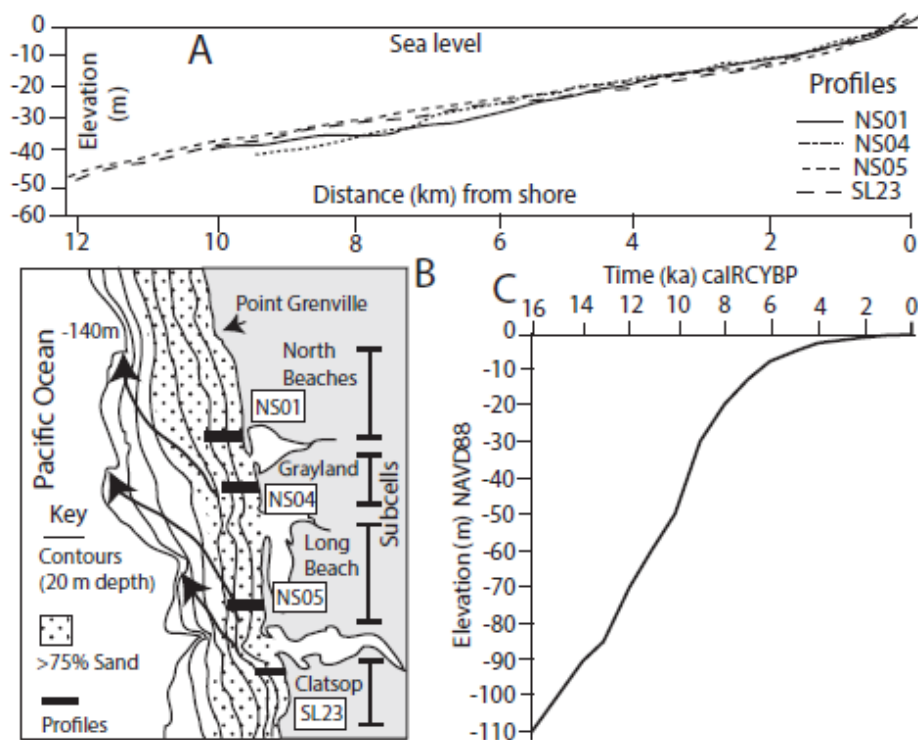 A
Sea level
Elevation
(m)
0
-10
-20
-30
-40
-50
-60
Profiles
NS01
NS04
NS05
SL23
Distance (km) from shore
12
10
8
6
4
2
0
B
Point Grenville
-140m
North
Beaches
NS01
Pacific Ocean
Grayland
NS04
Subcells
Long
Beach
NS05
Key
Contours
(20 m depth)
>75% Sand
Profiles
Clatsop
SL23
C
Time (ka) calRCYBP
16
14
12
10
8
6
4
2
0
Elevation (m) NAVD88
0
-10
-20
-30
-40
-50
-60
-70
-80
-90
-100
-110